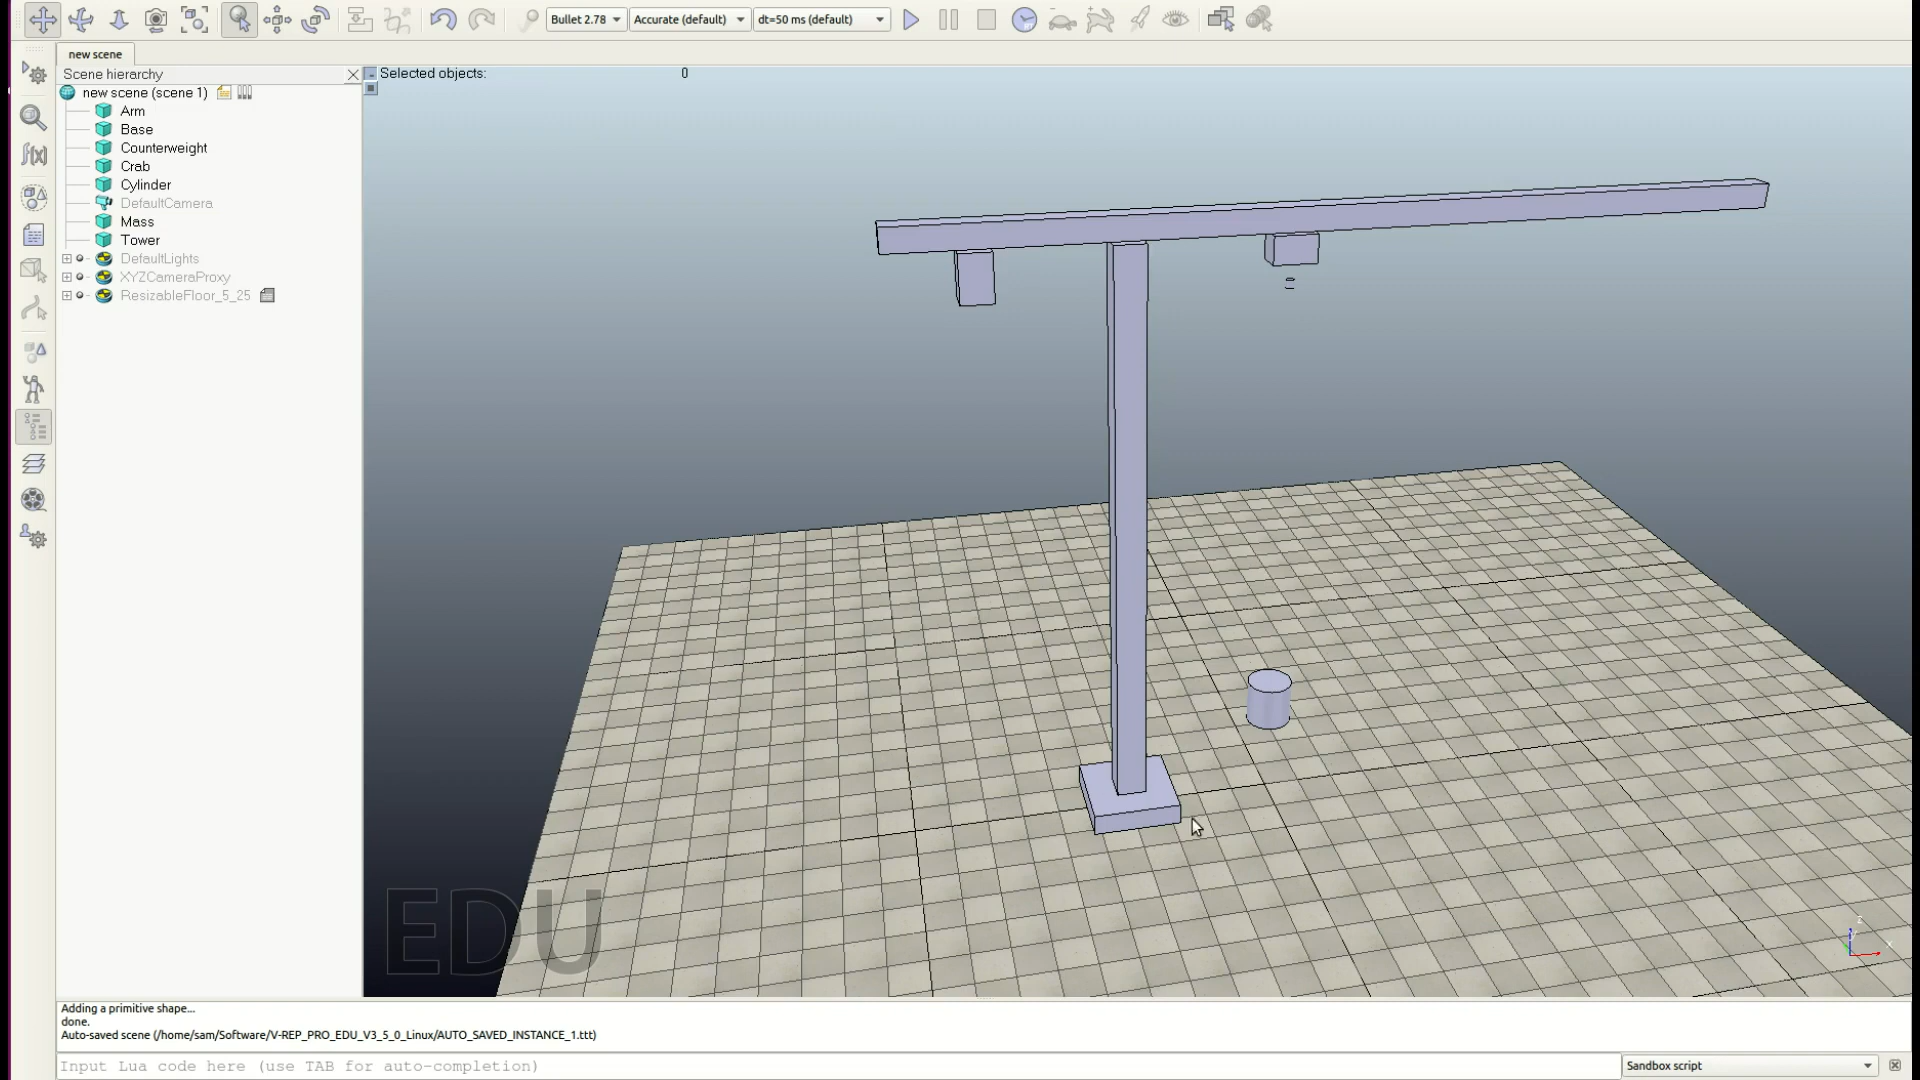 Bullet 2.78
Accurate (default)
dt=50 ms (default)
new scene
Scene hierarchy
Selected objects: 0
new scene (scene 1)
Arm
Base
Counterweight
Crab
Cylinder
DefaultCamera
Mass
Tower
DefaultLights
XYZCameraProxy
ResizableFloor_5_25
f(x)
EDU
z
x
Adding a primitive shape...
done.
Auto-saved scene (/home/sam/Software/V-REP_PRO_EDU_V3_5_0_Linux/AUTO_SAVED_INSTANCE_1.ttt)
Input Lua code here (use TAB for auto-completion)
Sandbox script